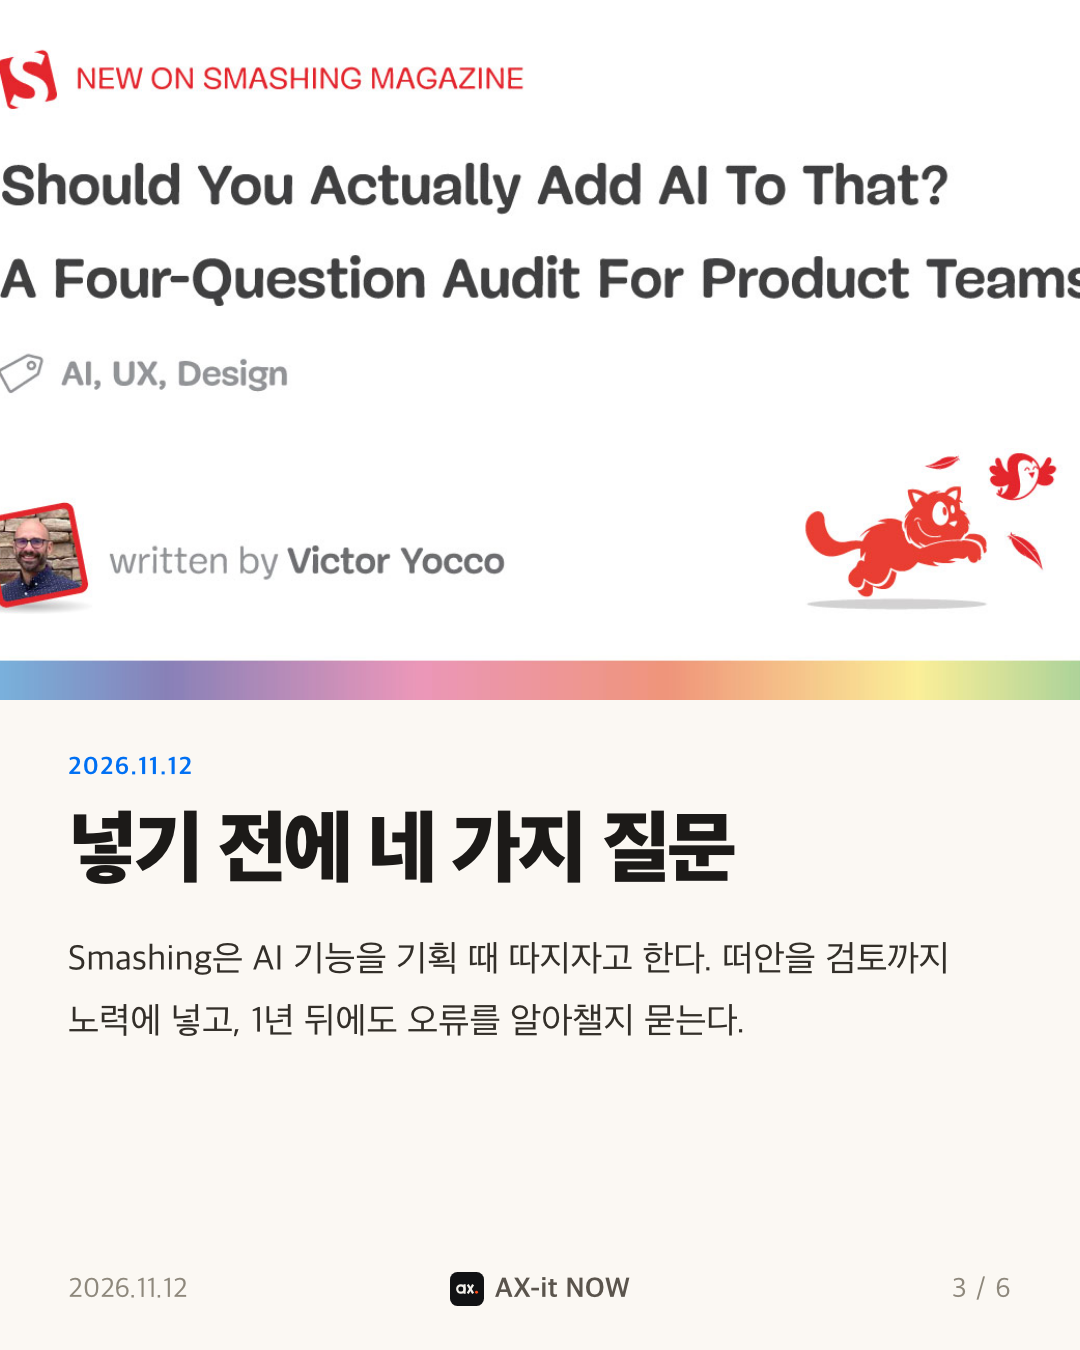 NEW ON SMASHING MAGAZINE
Should You Actually Add AI To That?
A Four-Question Audit For Product Teams
AI, UX, Design
written by Victor Yocco
2026.11.12
넣기 전에 네 가지 질문
Smashing은 AI 기능을 기획 때 따지자고 한다. 떠안을 검토까지
노력에 넣고, 1년 뒤에도 오류를 알아챌지 묻는다.
2026.11.12
ax. AX-it NOW
3 / 6